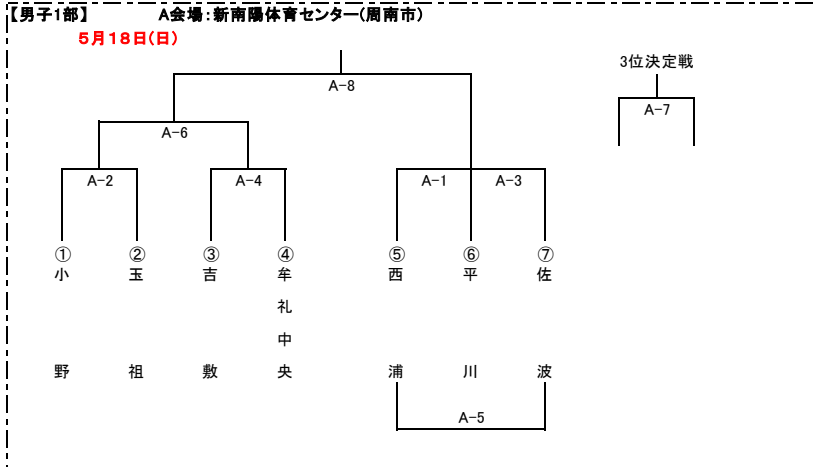 【男子1部】 A会場:新南陽体育センター(周南市)
5月18日(日)
3位決定戦
A-8
A-7
A-6
A-2 A-4 A-1 A-3
① ② ③ ④ ⑤ ⑥ ⑦
小野
玉祖
吉敷
牟礼中央
西浦
平川
佐波
A-5